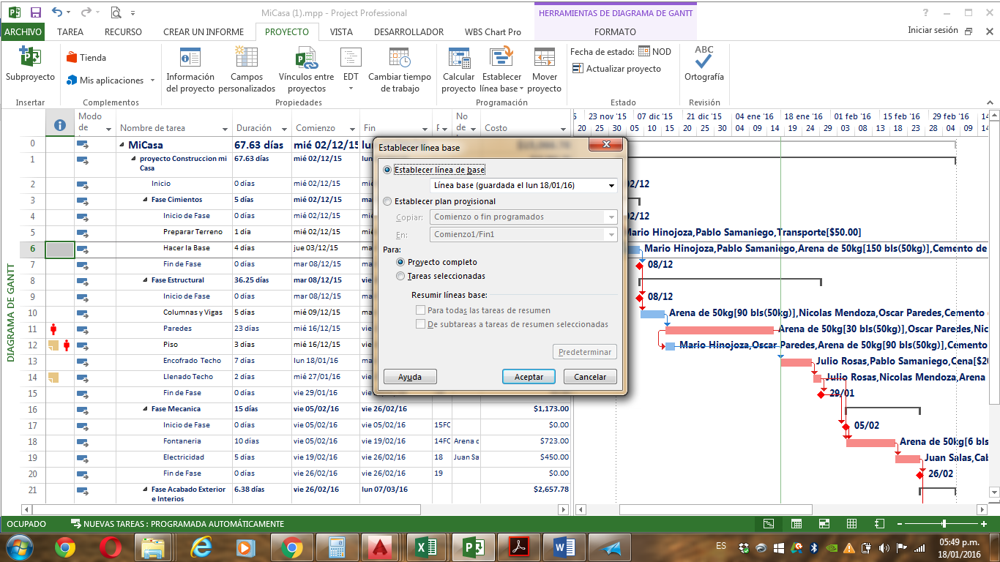 MiCasa (1).mpp - Project Professional
HERRAMIENTAS DE DIAGRAMA DE GANTT
ARCHIVO TAREA RECURSO CREAR UN INFORME PROYECTO VISTA DESARROLLADOR WBS Chart Pro FORMATO Iniciar sesión
Subproyecto
Tienda
Mis aplicaciones
Información del proyecto
Campos personalizados
Vínculos entre proyectos
EDT
Cambiar tiempo de trabajo
Calcular proyecto
Establecer línea base
Mover proyecto
Fecha de estado: NOD
Actualizar proyecto
ABC
Ortografía
Insertar Complementos Propiedades Programación Estado Revisión
Modo de Nombre de tarea Duración Comienzo Fin No de Costo
23 nov '15 07 dic '15 21 dic '15 04 ene '16 18 ene '16 01 feb '16 15 feb '16 29 feb '16 14
20 25 30 05 10 15 20 25 30 04 09 14 19 24 29 03 08 13 18 23 28 04 09 14
0 MiCasa 67.63 días mié 02/12/15
1 proyecto Construccion mi Casa 67.63 días mié 02/12/15
2 Inicio 0 días mié 02/12/15 02/12
3 Fase Cimientos 5 días mié 02/12/15
4 Inicio de Fase 0 días mié 02/12/15 02/12
5 Preparar Terreno 1 día mié 02/12/15 Mario Hinojoza,Pablo Samaniego,Transporte[$50.00]
6 Hacer la Base 4 días jue 03/12/15 Mario Hinojoza,Pablo Samaniego,Arena de 50kg[150 bls(50kg)],Cemento de
7 Fin de Fase 0 días mar 08/12/15 08/12
8 Fase Estructural 36.25 días mar 08/12/15
9 Inicio de Fase 0 días mar 08/12/15 08/12
10 Columnas y Vigas 5 días mié 09/12/15 Arena de 50kg[90 bls(50kg)],Nicolas Mendoza,Oscar Paredes,Cemento
11 Paredes 23 días mié 16/12/15 Arena de 50kg[30 bls(50kg)],Oscar Paredes,Nic
12 Piso 3 días mié 16/12/15 Mario Hinojoza,Oscar Paredes,Arena de 50kg[90 bls(50kg)],Cemento
13 Encofrado Techo 7 días lun 18/01/16 Julio Rosas,Pablo Samaniego,Cena[$20
14 Llenado Techo 2 días mié 27/01/16 Julio Rosas,Nicolas Mendoza,Arena
15 Fin de Fase 0 días vie 29/01/16 29/01
16 Fase Mecanica 15 días vie 05/02/16 vie 26/02/16 $1,173.00
17 Inicio de Fase 0 días vie 05/02/16 vie 05/02/16 15FC $0.00 05/02
18 Fontaneria 10 días vie 05/02/16 vie 19/02/16 14FC Arena c $723.00 Arena de 50kg[6 bls
19 Electricidad 5 días vie 19/02/16 vie 26/02/16 18 Juan Sa $450.00 Juan Salas,Cab
20 Fin de Fase 0 días vie 26/02/16 vie 26/02/16 19 $0.00 26/02
21 Fase Acabado Exterior e Interios 6.38 días vie 26/02/16 lun 07/03/16 $2,657.78
DIAGRAMA DE GANTT
Establecer línea base
Establecer línea de base
Línea base (guardada el lun 18/01/16)
Establecer plan provisional
Copiar: Comienzo o fin programados
En: Comienzo1/Fin1
Para:
Proyecto completo
Tareas seleccionadas
Resumir líneas base:
Para todas las tareas de resumen
De subtareas a tareas de resumen seleccionadas
Predeterminar
Ayuda Aceptar Cancelar
OCUPADO NUEVAS TAREAS : PROGRAMADA AUTOMÁTICAMENTE
ES
05:49 p.m.
18/01/2016